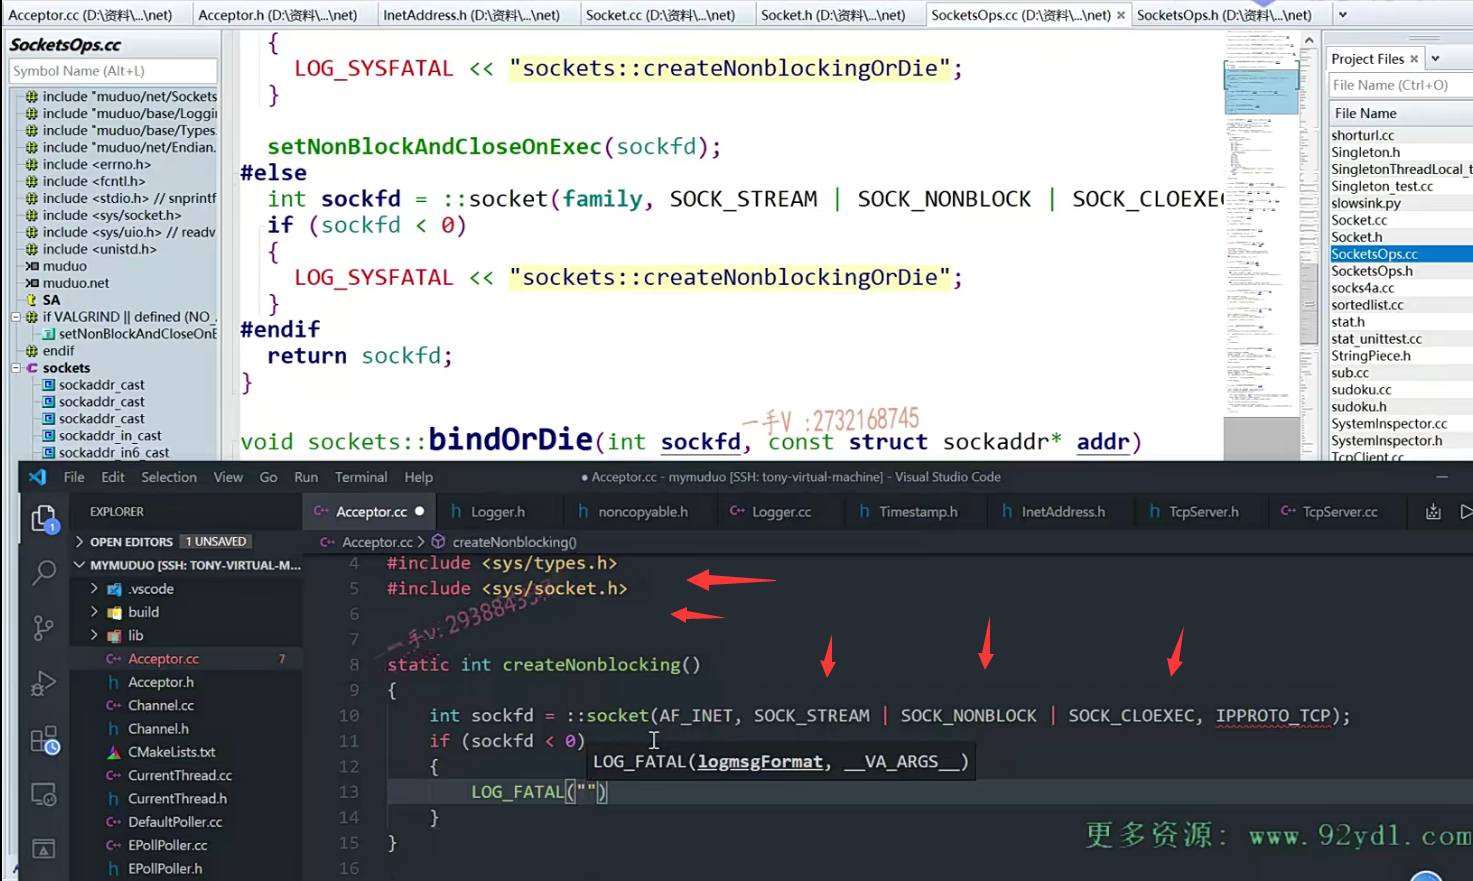 Acceptor.cc (D:\资料\...\net)
Acceptor.h (D:\资料\...\net)
InetAddress.h (D:\资料\...\net)
Socket.cc (D:\资料\...\net)
Socket.h (D:\资料\...\net)
SocketsOps.cc (D:\资料\...\net) ×
SocketsOps.h (D:\资料\...\net)
SocketsOps.cc
Symbol Name (Alt+L)
include "muduo/net/Sockets
include "muduo/base/Loggir
include "muduo/base/Types.
include "muduo/net/Endian.
include <errno.h>
include <fcntl.h>
include <stdio.h> // snprintf
include <sys/socket.h>
include <sys/uio.h> // readv
include <unistd.h>
muduo
muduo.net
SA
if VALGRIND || defined (NO_
setNonBlockAndCloseOnE
endif
sockets
sockaddr_cast
sockaddr_cast
sockaddr_cast
sockaddr_in_cast
sockaddr_in6_cast
{
LOG_SYSFATAL << "sockets::createNonblockingOrDie";
}
setNonBlockAndCloseOnExec(sockfd);
#else
int sockfd = ::socket(family, SOCK_STREAM | SOCK_NONBLOCK | SOCK_CLOEXE
if (sockfd < 0)
{
LOG_SYSFATAL << "sockets::createNonblockingOrDie";
}
#endif
return sockfd;
}
一手V :2732168745
void sockets::bindOrDie(int sockfd, const struct sockaddr* addr)
Project Files ×
File Name (Ctrl+O)
File Name
shorturl.cc
Singleton.h
SingletonThreadLocal_t
Singleton_test.cc
slowsink.py
Socket.cc
Socket.h
SocketsOps.cc
SocketsOps.h
socks4a.cc
sortedlist.cc
stat.h
stat_unittest.cc
StringPiece.h
sub.cc
sudoku.cc
sudoku.h
SystemInspector.cc
SystemInspector.h
TcpClient.cc
File Edit Selection View Go Run Terminal Help
● Acceptor.cc - mymuduo [SSH: tony-virtual-machine] - Visual Studio Code
EXPLORER
OPEN EDITORS 1 UNSAVED
MYMUDUO [SSH: TONY-VIRTUAL-M...
.vscode
build
lib
C++ Acceptor.cc 7
h Acceptor.h
C++ Channel.cc
h Channel.h
CMakeLists.txt
C++ CurrentThread.cc
h CurrentThread.h
C++ DefaultPoller.cc
C++ EPollPoller.cc
h EPollPoller.h
1
C++ Acceptor.cc ●
h Logger.h
h noncopyable.h
C++ Logger.cc
h Timestamp.h
h InetAddress.h
h TcpServer.h
C++ TcpServer.cc
C++ Acceptor.cc > createNonblocking()
4 #include <sys/types.h>
5 #include <sys/socket.h>
6
7
8 static int createNonblocking()
9 {
10 int sockfd = ::socket(AF_INET, SOCK_STREAM | SOCK_NONBLOCK | SOCK_CLOEXEC, IPPROTO_TCP);
11 if (sockfd < 0)
LOG_FATAL(logmsgFormat, __VA_ARGS__)
12 {
13 LOG_FATAL("")
14 }
15 }
16
更多资源: www.92yd1.com